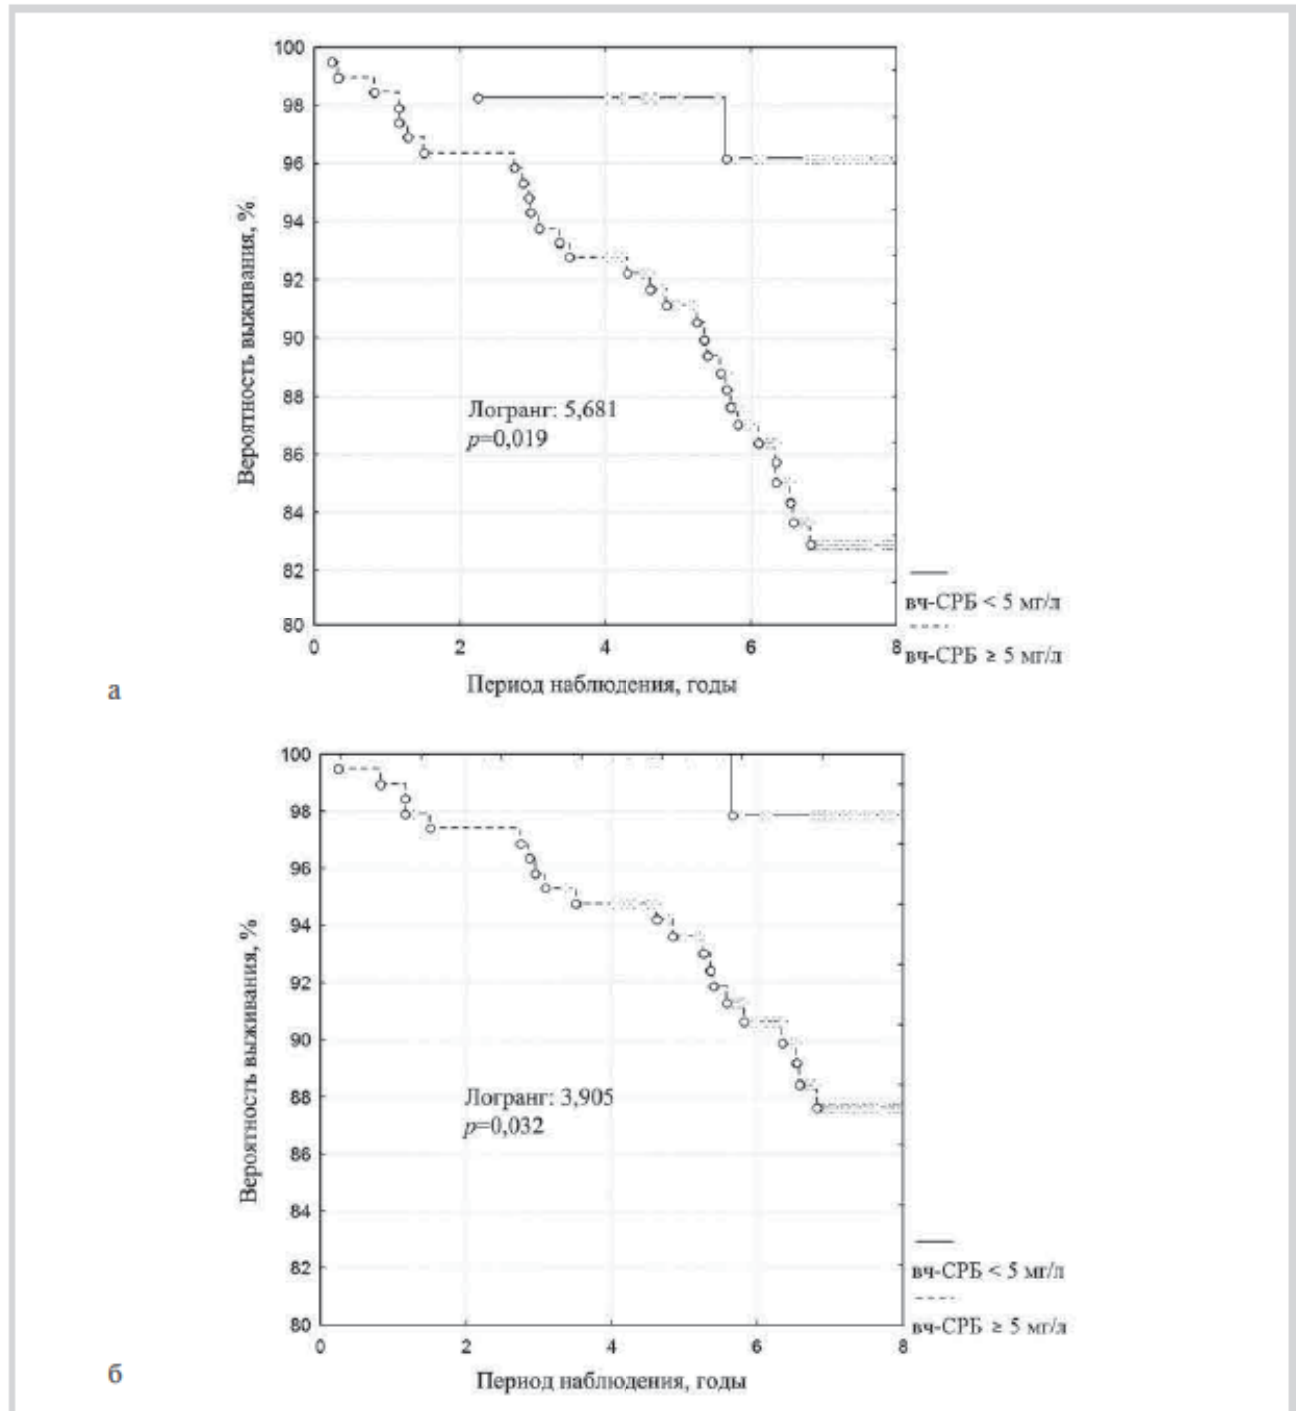 100
98
96
94
92
90
88
86
84
82
80
Вероятность выживания, %
Логранг: 5,681
p=0,019
0 2 4 6 8
Период наблюдения, годы
вч-СРБ < 5 мг/л
вч-СРБ ≥ 5 мг/л
а
100
98
96
94
92
90
88
86
84
82
80
Вероятность выживания, %
Логранг: 3,905
p=0,032
0 2 4 6 8
Период наблюдения, годы
вч-СРБ < 5 мг/л
вч-СРБ ≥ 5 мг/л
б